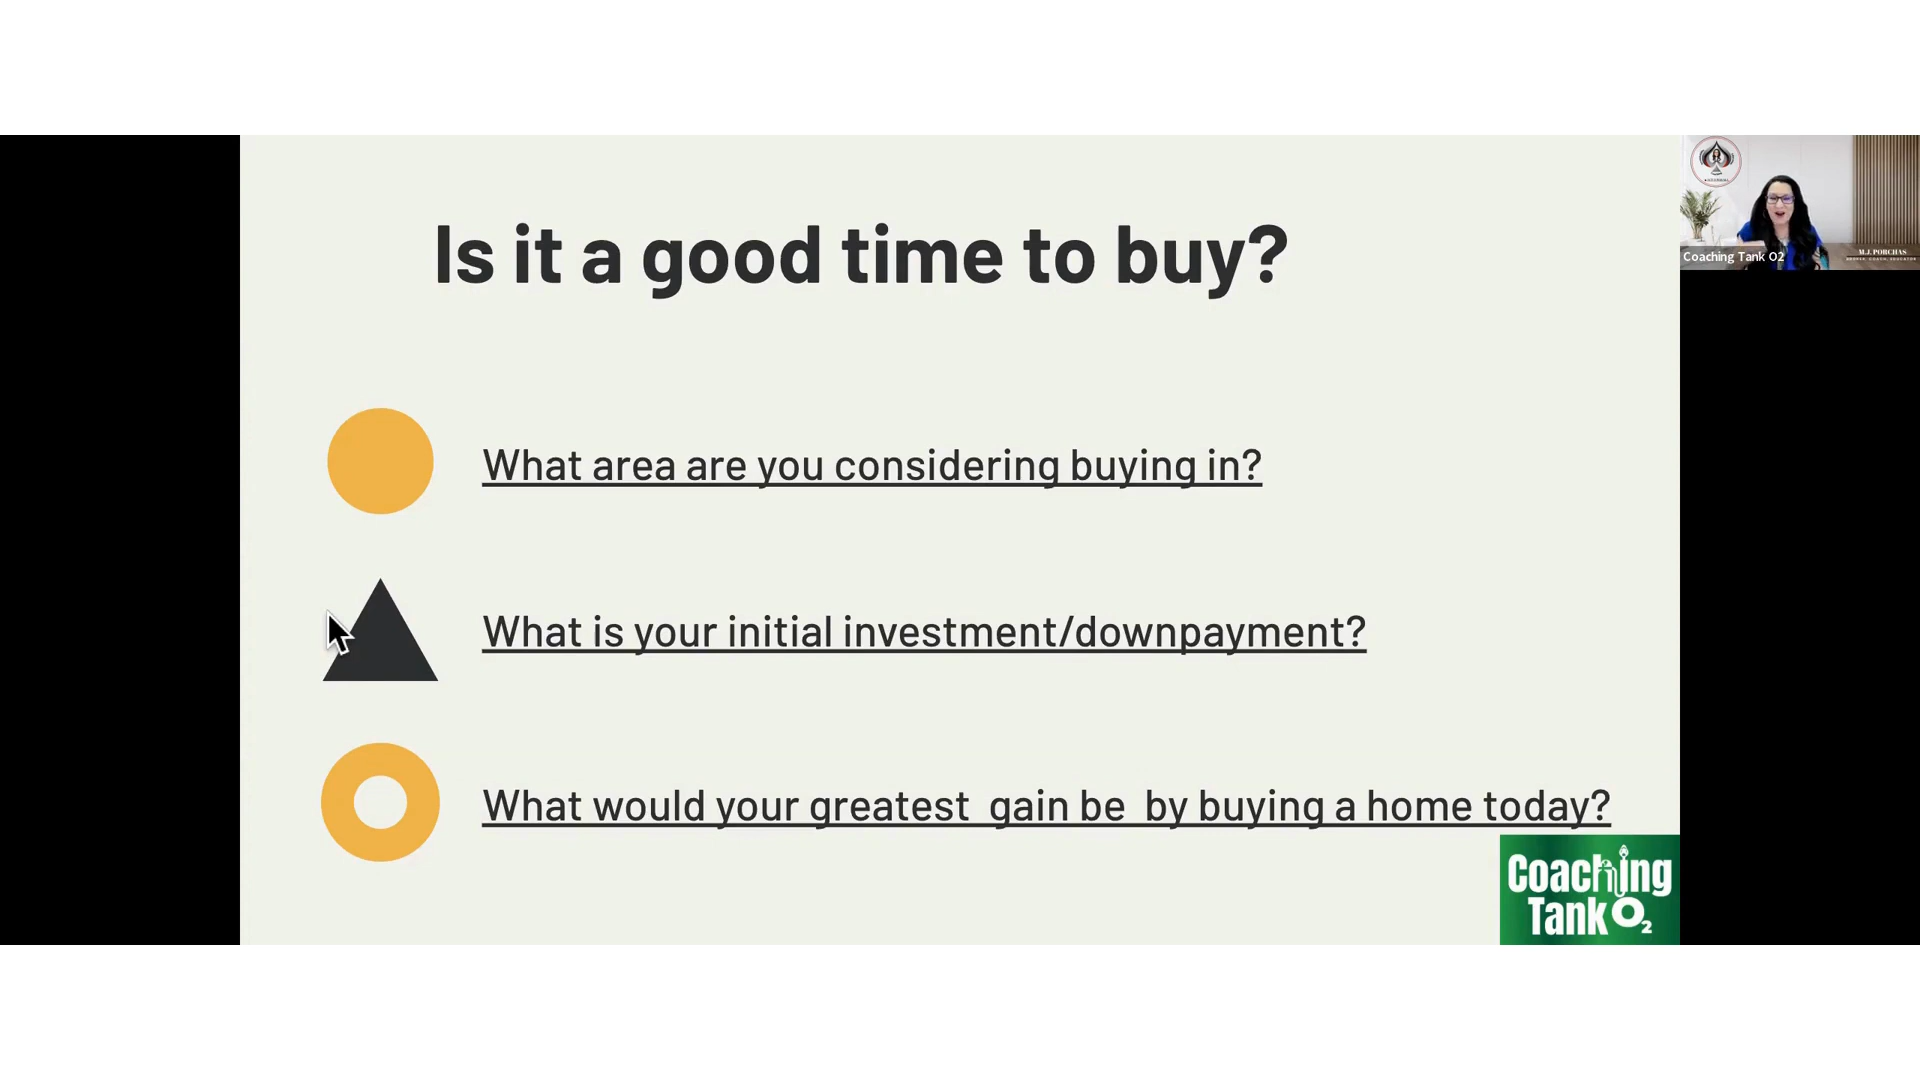 Is it a good time to buy?
What area are you considering buying in?
What is your initial investment/downpayment?
What would your greatest gain be by buying a home today?
Coaching
Tank O2
Coaching Tank O2
M.J. PORCHAS